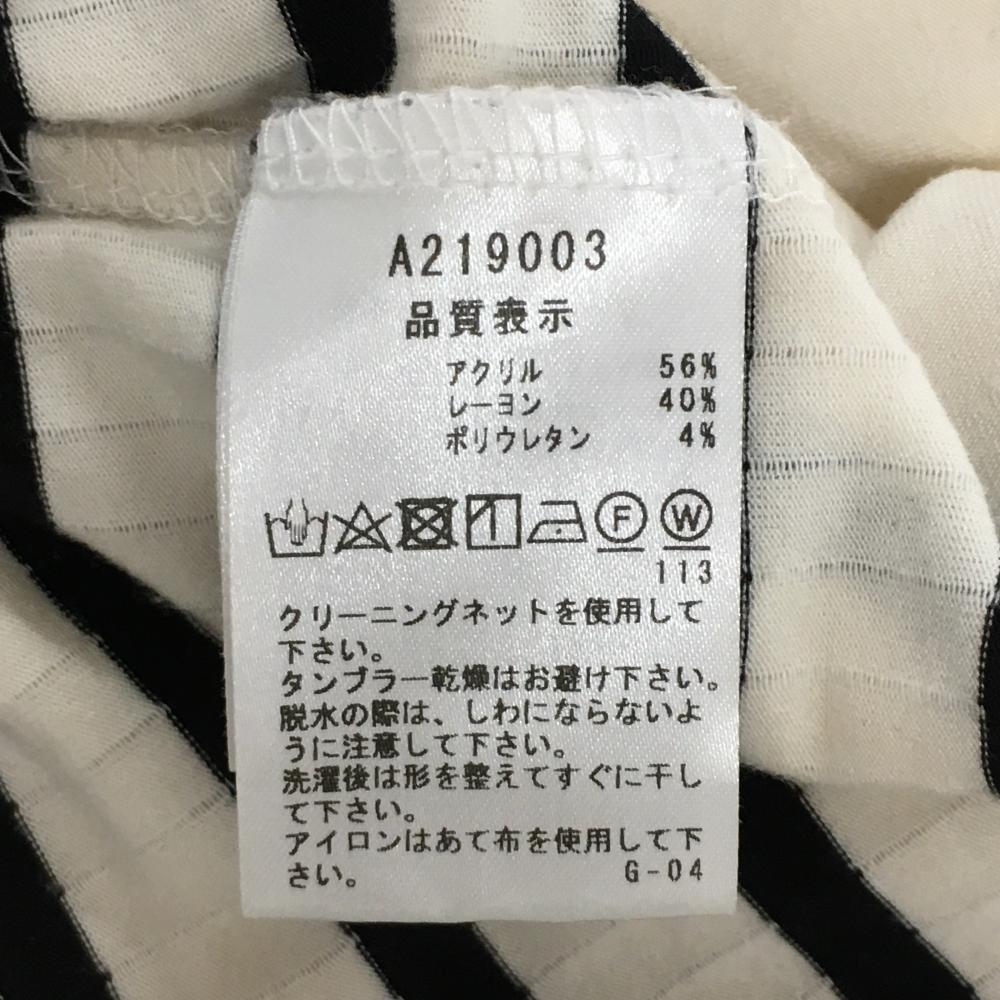 A219003
品質表示
アクリル 56%
レーヨン 40%
ポリウレタン 4%
F W
113
クリーニングネットを使用して
下さい。
タンブラー乾燥はお避け下さい。
脱水の際は、しわにならないよ
うに注意して下さい。
洗濯後は形を整えてすぐに干し
て下さい。
アイロンはあて布を使用して下
さい。 G-04